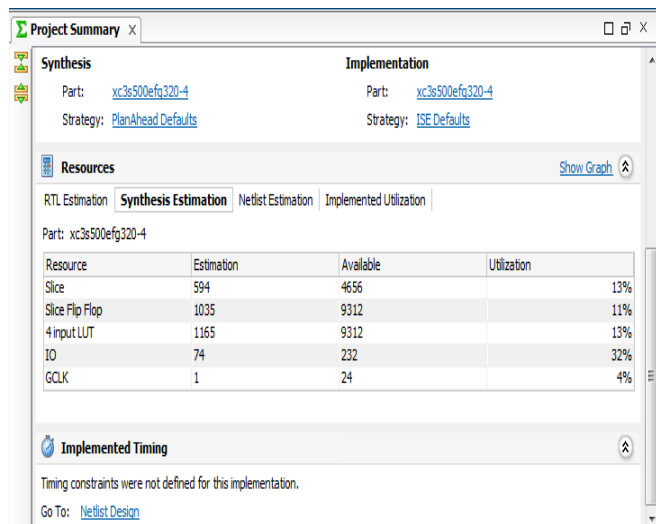 Project Summary
Synthesis Implementation
Part: xc3s500efg320-4 Part: xc3s500efg320-4
Strategy: PlanAhead Defaults Strategy: ISE Defaults
Resources Show Graph
RTL Estimation Synthesis Estimation Netlist Estimation Implemented Utilization
Part: xc3s500efg320-4
Resource Estimation Available Utilization
Slice 594 4656 13%
Slice Flip Flop 1035 9312 11%
4 input LUT 1165 9312 13%
IO 74 232 32%
GCLK 1 24 4%
Implemented Timing
Timing constraints were not defined for this implementation.
Go To: Netlist Design